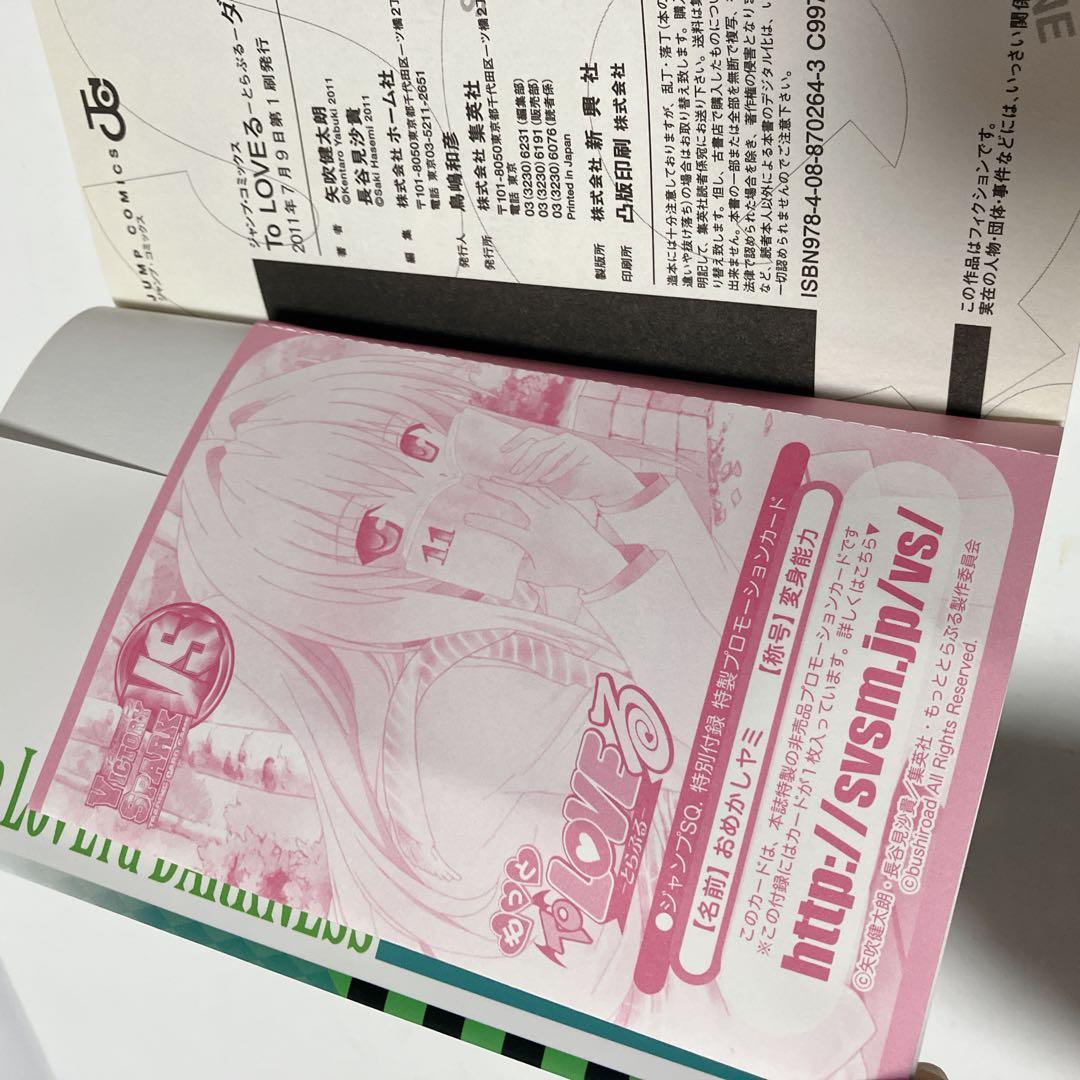 JUMP COMICS
ジャンプ・コミックス
ジャンプ・コミックス
To LOVEる―とらぶる―ダ
2011年7月9日第1刷発行
著者
矢吹健太朗
©Kentaro Yabuki 2011
長谷見沙貴
©Saki Hasemi 2011
編集
株式会社 ホーム社
〒101-8050東京都千代田区一ツ橋2丁
電話 東京03-5211-2651
発行人 鳥嶋和彦
発行所 株式会社 集英社
〒101-8050東京都千代田区一ツ橋2丁
電話 東京
03(3230)6231(編集部)
03(3230)6191(販売部)
03(3230)6076(読者係)
Printed in Japan
製版所 株式会社 新興社
印刷所 凸版印刷 株式会社
造本には十分注意しておりますが、乱丁・落丁(本の
違いや抜け落ち)の場合はお取り替え致します。購入
明記して、集英社読者係宛にお送り下さい。送料は集
り替え致します。但し、古書店で購入したものについ
出来ません。本書の一部または全部を無断で複写、
法律で認められた場合を除き、著作権の侵害となりま
など、読者本人以外による本書のデジタル化は、い
一切認められませんのでご注意下さい。
ISBN978-4-08-870264-3 C997
この作品はフィクションです。
実在の人物・団体・事件などには、いっさい関係
NE
VICTORY
SPARK
TRADING CARD
VS
11
もっと
To LOVEる
―とらぶる―
●ジャンプSQ. 特別付録 特製プロモーションカード
【名前】おめかしヤミ 【称号】変身能力
このカードは、本誌特製の非売品プロモーションカードです
※この付録にはカードが1枚入っています。詳しくはこちら▼
http://svsm.jp/vs/
©矢吹健太朗・長谷見沙貴／集英社・もっととらぶる製作委員会
©bushiroad All Rights Reserved.
LOVEる DARKNESS